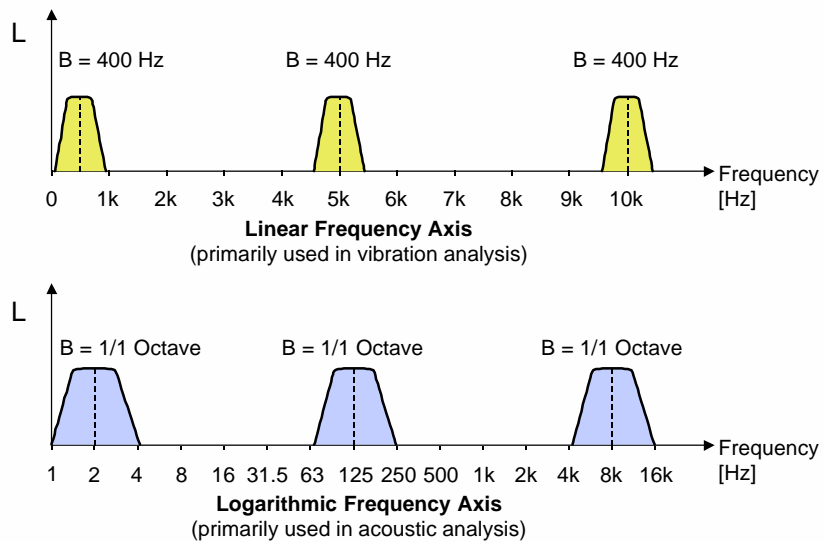 L
B = 400 Hz B = 400 Hz B = 400 Hz
Frequency
[Hz]
0 1k 2k 3k 4k 5k 6k 7k 8k 9k 10k
Linear Frequency Axis
(primarily used in vibration analysis)
L
B = 1/1 Octave B = 1/1 Octave B = 1/1 Octave
Frequency
[Hz]
1 2 4 8 16 31.5 63 125 250 500 1k 2k 4k 8k 16k
Logarithmic Frequency Axis
(primarily used in acoustic analysis)